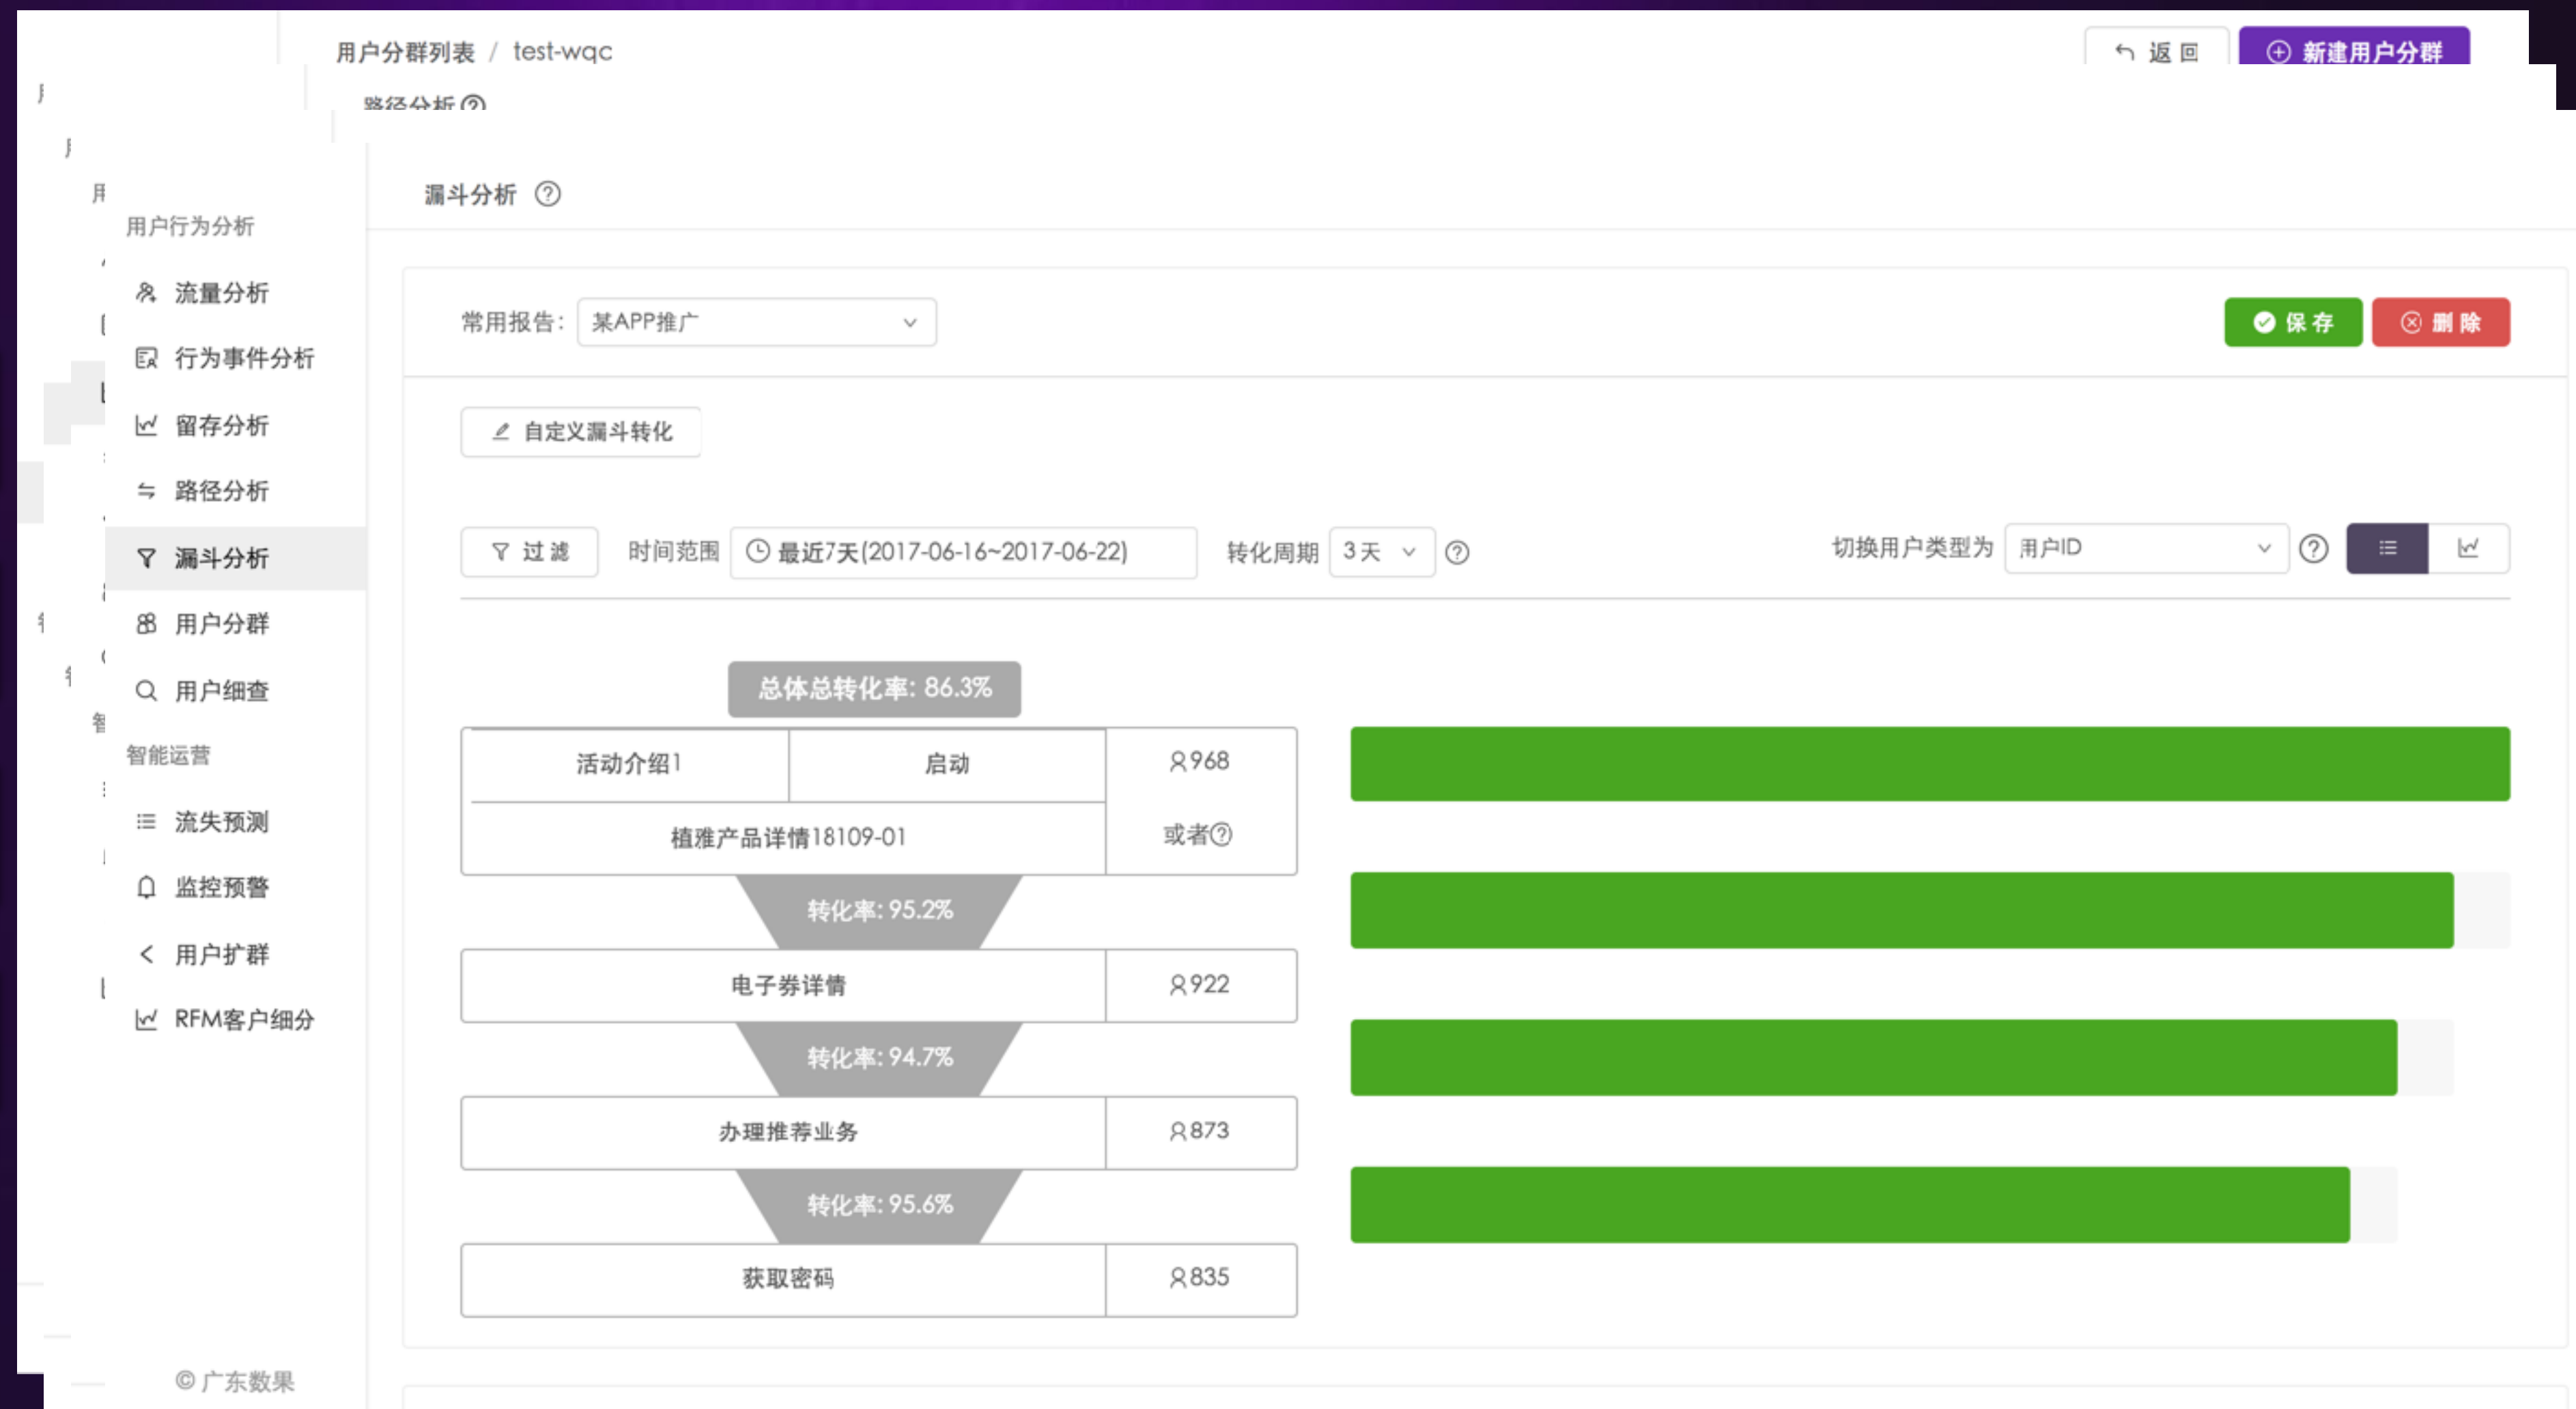 用户分群列表 / test-wqc
返回
新建用户分群
路径分析
用户行为分析
流量分析
行为事件分析
留存分析
路径分析
漏斗分析
用户分群
用户细查
智能运营
流失预测
监控预警
用户扩群
RFM客户细分
© 广东数果
漏斗分析
常用报告: 某APP推广
保存
删除
自定义漏斗转化
过滤
时间范围 最近7天(2017-06-16~2017-06-22)
转化周期 3天
切换用户类型为 用户ID
总体总转化率: 86.3%
活动介绍1 启动 968
植雅产品详情18109-01 或者
转化率: 95.2%
电子券详情 922
转化率: 94.7%
办理推荐业务 873
转化率: 95.6%
获取密码 835